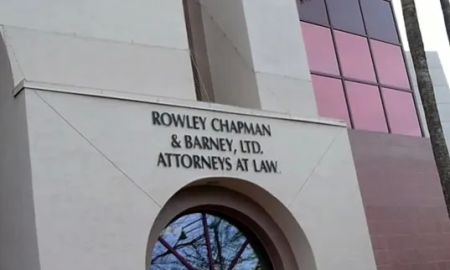 ROWLEY CHAPMAN
& BARNEY, LTD.
ATTORNEYS AT LAW